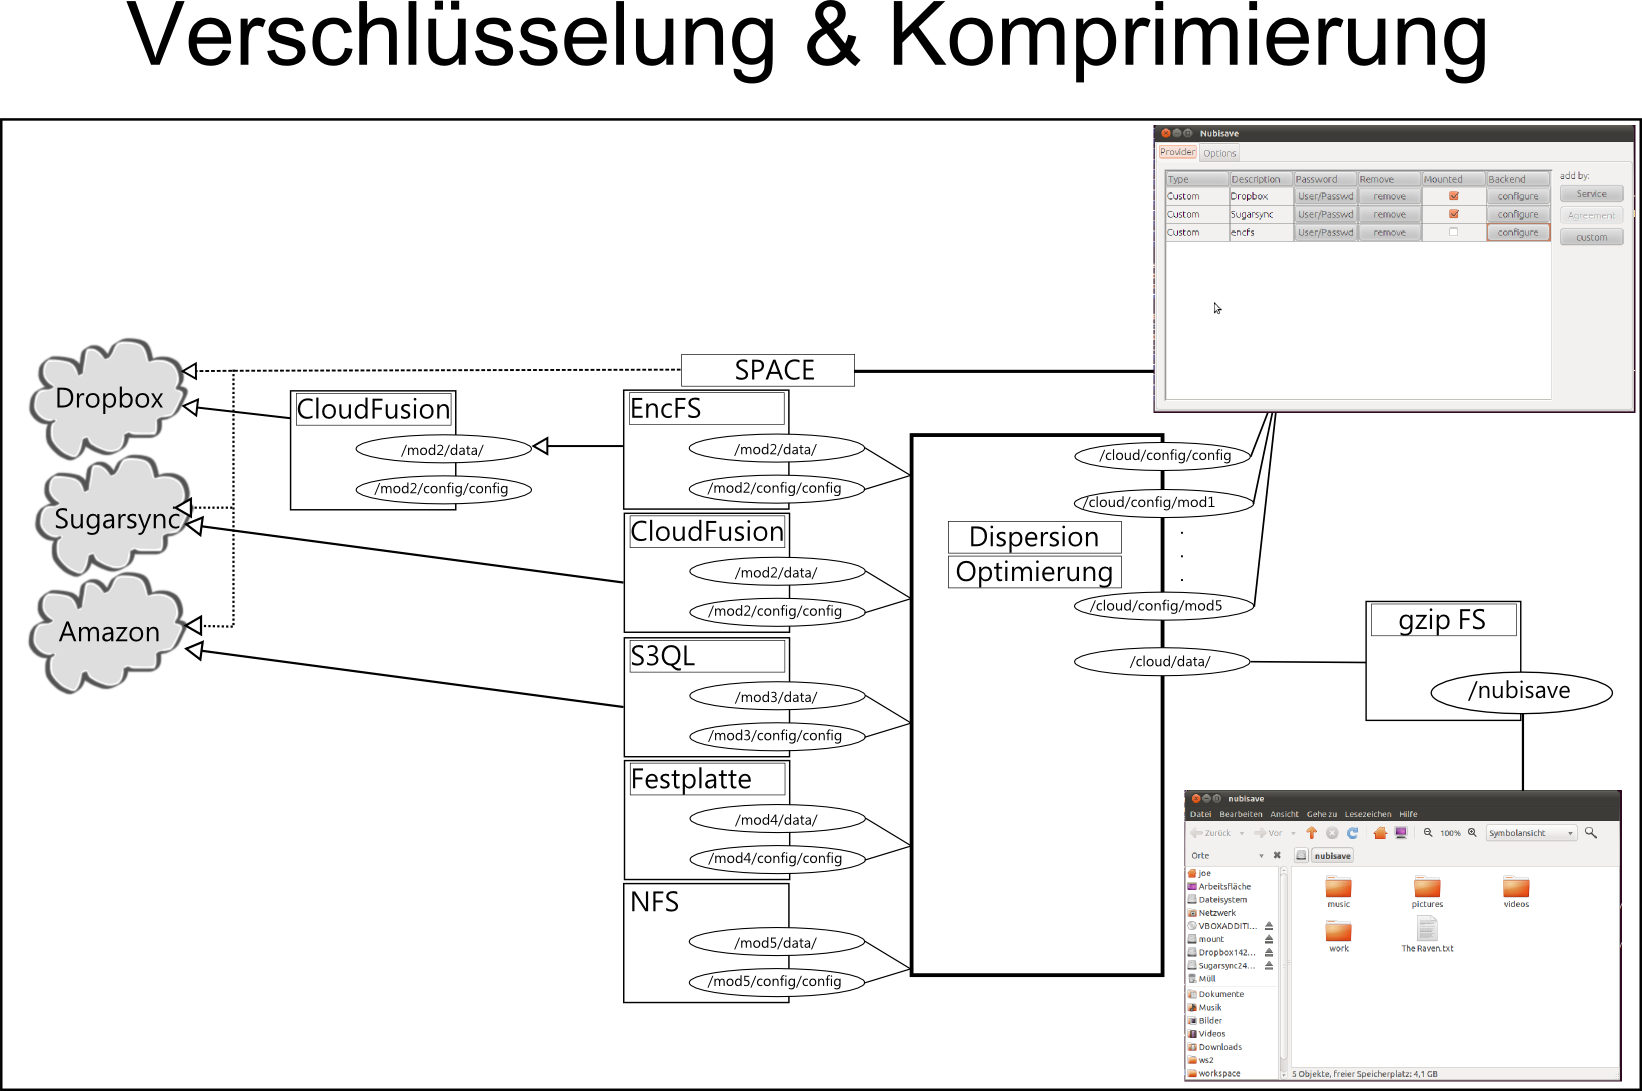 Verschlüsselung & Komprimierung
Nubisave
Provider Options
Type Description Password Remove Mounted Backend
Custom Dropbox User/Passwd remove configure
Custom Sugarsync User/Passwd remove configure
Custom encfs User/Passwd remove configure
add by:
Service
Agreement
custom
Dropbox
Sugarsync
Amazon
SPACE
CloudFusion
/mod2/data/
/mod2/config/config
EncFS
/mod2/data/
/mod2/config/config
CloudFusion
/mod2/data/
/mod2/config/config
S3QL
/mod3/data/
/mod3/config/config
Festplatte
/mod4/data/
/mod4/config/config
NFS
/mod5/data/
/mod5/config/config
Dispersion
Optimierung
/cloud/config/config
/cloud/config/mod1
.
.
.
/cloud/config/mod5
/cloud/data/
gzip FS
/nubisave
nubisave
Datei Bearbeiten Ansicht Gehe zu Lesezeichen Hilfe
Zurück Vor 100% Symbolansicht
Orte nubisave
joe
Arbeitsfläche
Dateisystem
Netzwerk
VBOXADDITI...
mount
Dropbox142...
Sugarsync24...
Müll
Dokumente
Musik
Bilder
Videos
Downloads
ws2
workspace
music pictures videos
work The Raven.txt
5 Objekte, freier Speicherplatz: 4,1 GB